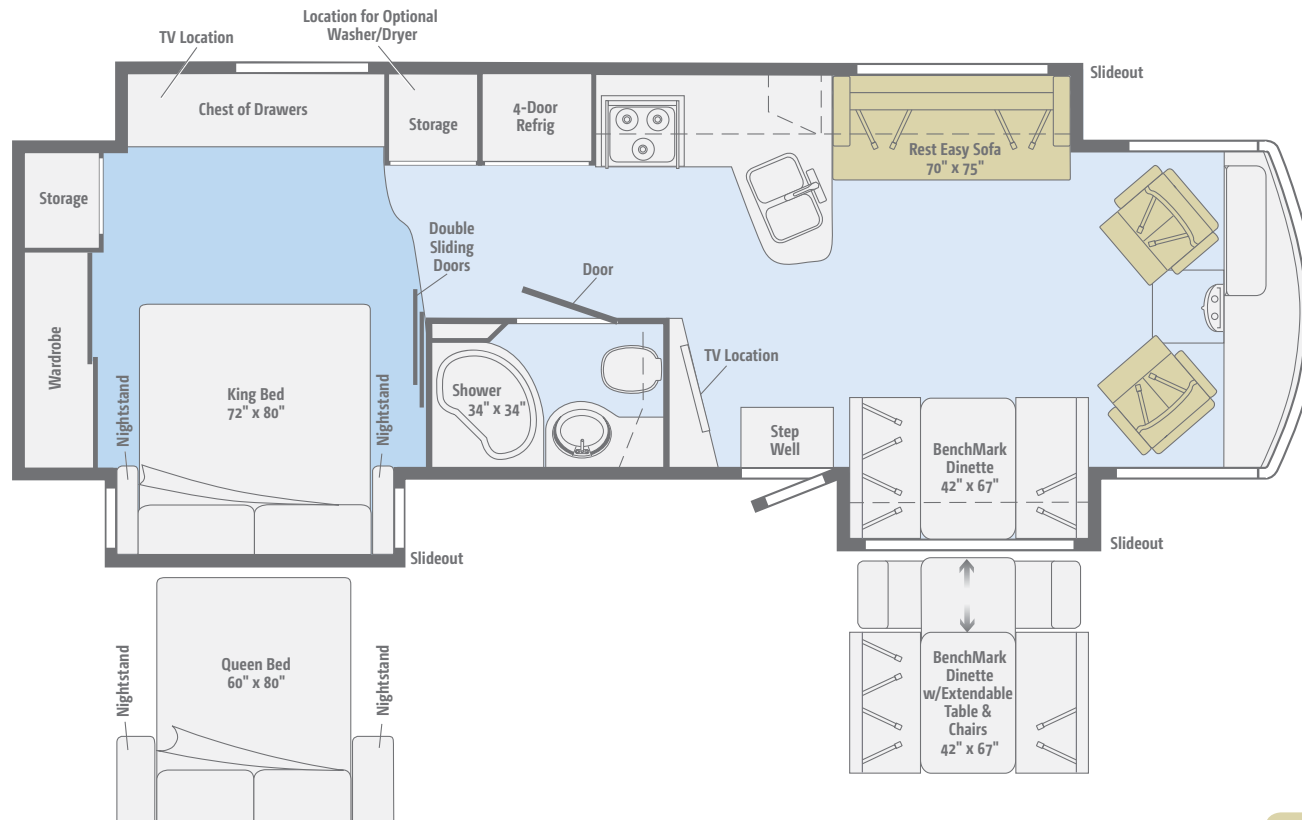 Location for Optional
Washer/Dryer
TV Location
Slideout
Chest of Drawers
Storage
4-Door
Refrig
Rest Easy Sofa
70" x 75"
Storage
Double
Sliding
Doors
Door
Wardrobe
Nightstand
King Bed
72" x 80"
Nightstand
Shower
34" x 34"
TV Location
Step
Well
BenchMark
Dinette
42" x 67"
Slideout
Slideout
Nightstand
Queen Bed
60" x 80"
Nightstand
BenchMark
Dinette
w/Extendable
Table &
Chairs
42" x 67"